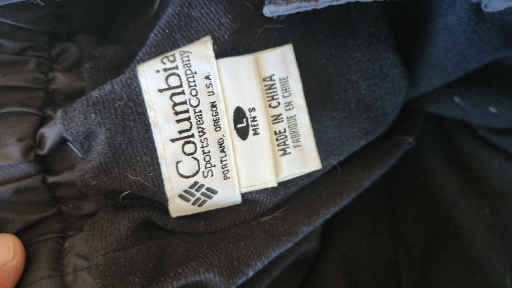 Columbia
Sportswear Company
PORTLAND, OREGON U.S.A.
L
MEN'S
MADE IN CHINA
FABRIQUÉ EN CHINE